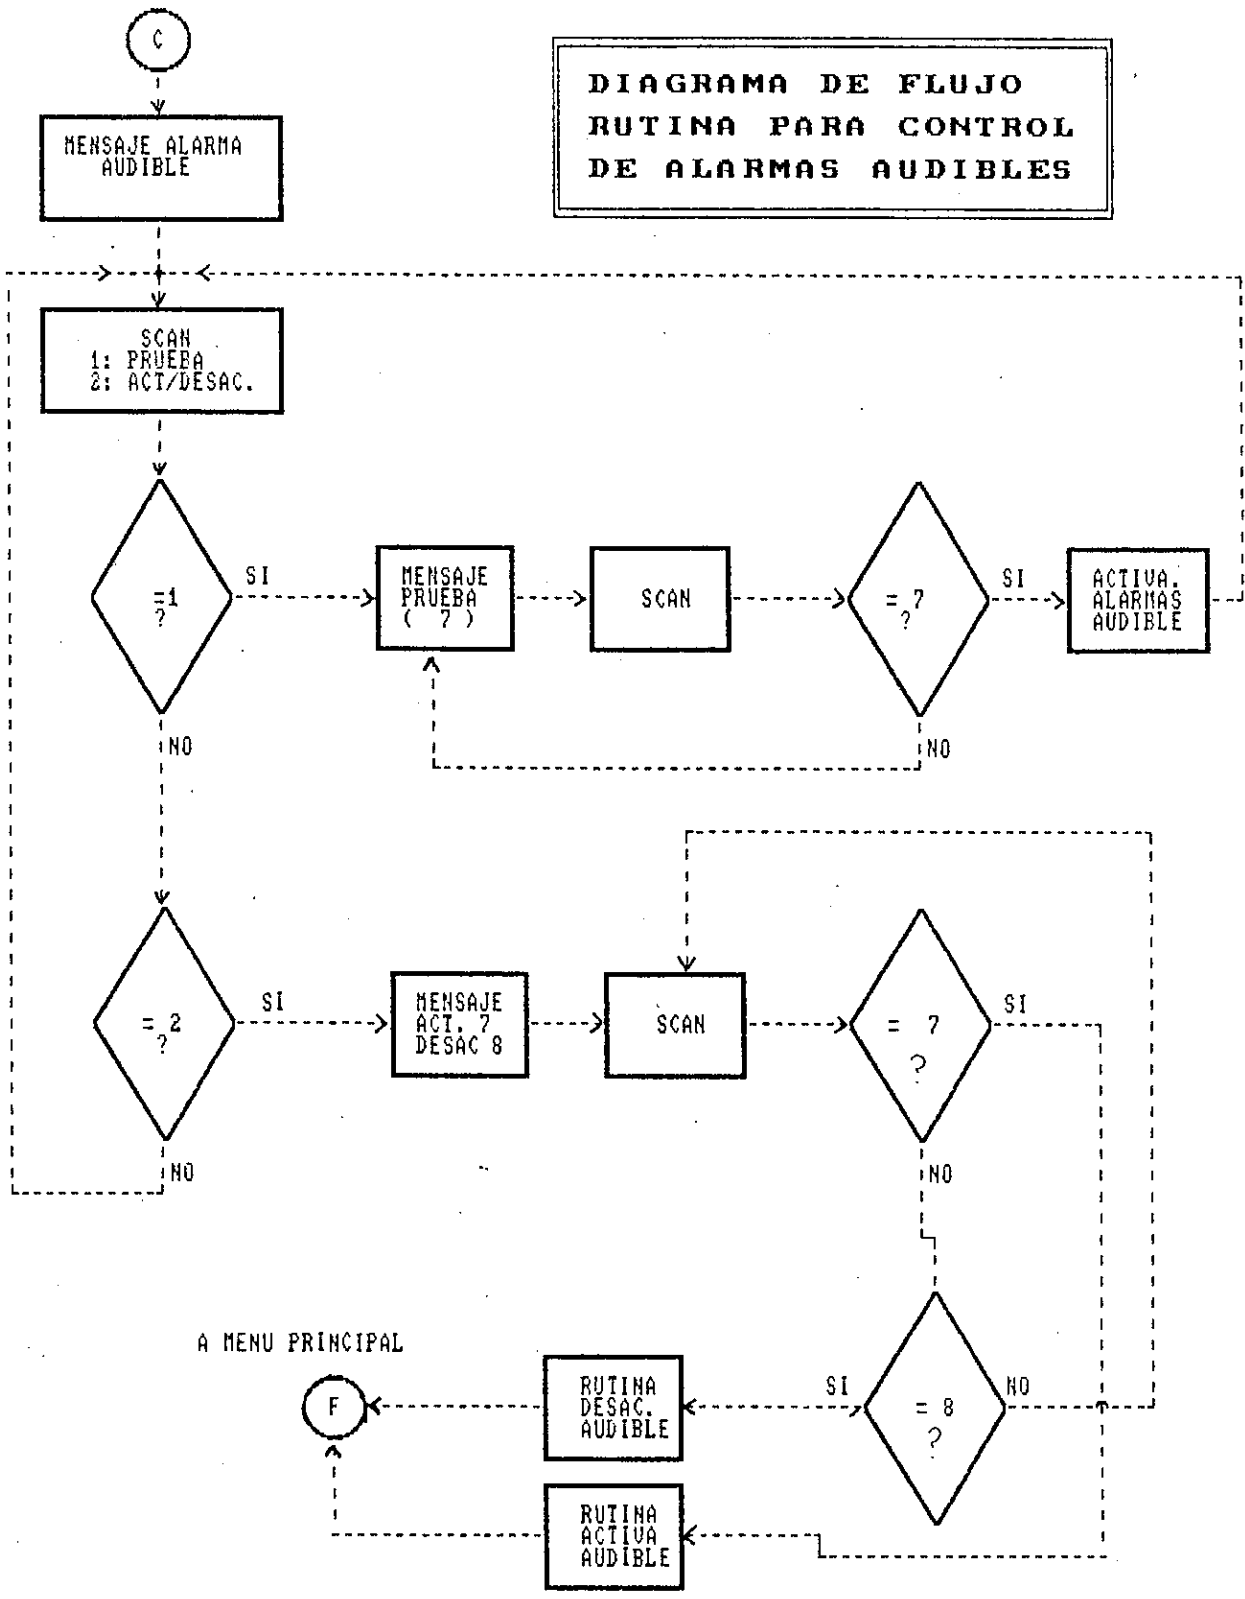 C
DIAGRAMA DE FLUJO
RUTINA PARA CONTROL
DE ALARMAS AUDIBLES
MENSAJE ALARMA
AUDIBLE
SCAN
1: PRUEBA
2: ACT/DESAC.
=1
?
SI
MENSAJE
PRUEBA
( 7 )
SCAN
= 7
?
SI
ACTIVA.
ALARMAS
AUDIBLE
NO
NO
= 2
?
SI
MENSAJE
ACT. 7
DESAC 8
SCAN
= 7
?
SI
NO
NO
A MENU PRINCIPAL
F
RUTINA
DESAC.
AUDIBLE
SI
= 8
?
NO
RUTINA
ACTIVA
AUDIBLE